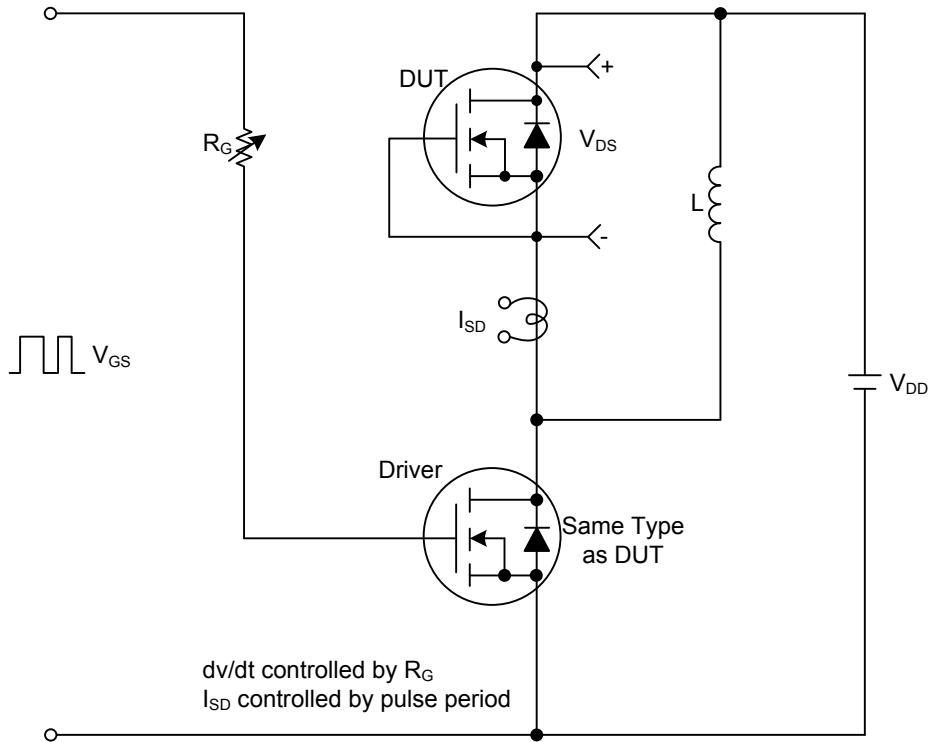 DUT
+
R_G
V_DS
L
-
I_SD
V_GS
V_DD
Driver
Same Type
as DUT
dv/dt controlled by R_G
I_SD controlled by pulse period